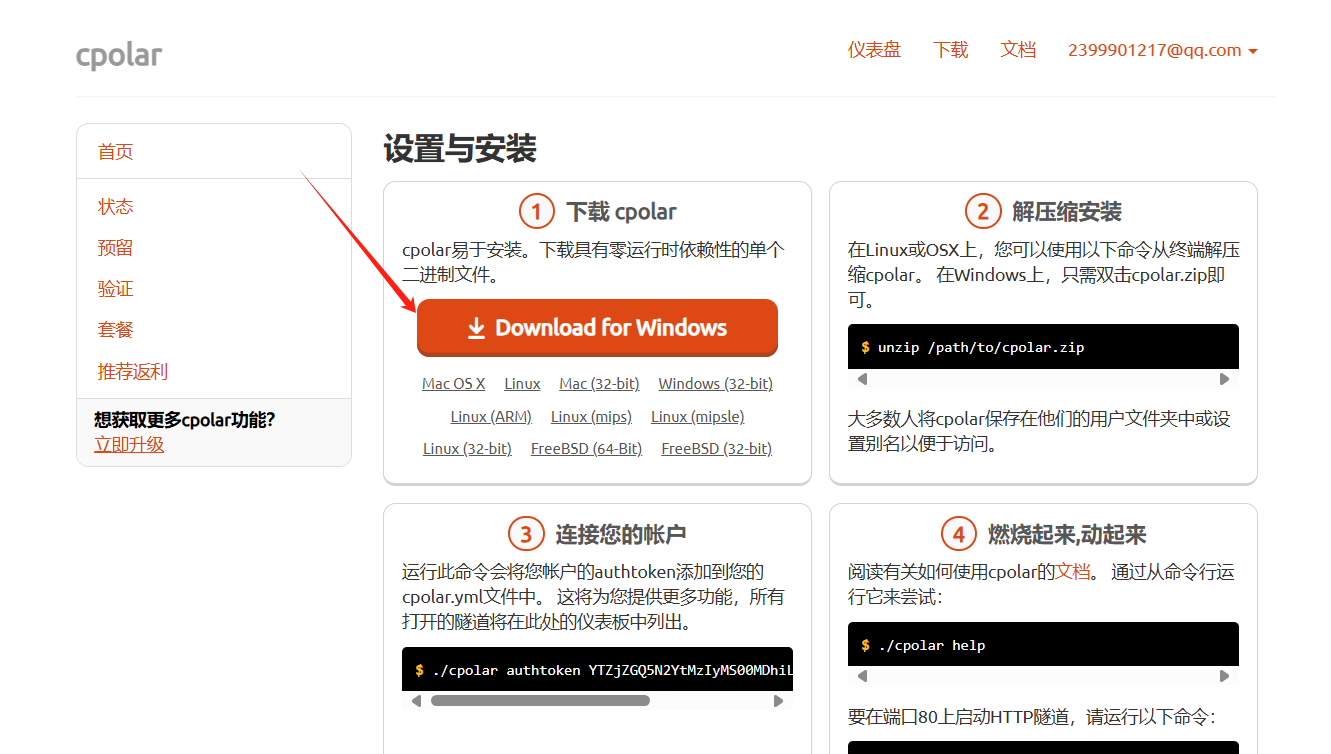 cpolar
仪表盘 下载 文档 2399901217@qq.com
首页
状态
预留
验证
套餐
推荐返利
想获取更多cpolar功能?
立即升级
设置与安装
1 下载 cpolar
cpolar易于安装。下载具有零运行时依赖性的单个
二进制文件。
Download for Windows
Mac OS X Linux Mac (32-bit) Windows (32-bit)
Linux (ARM) Linux (mips) Linux (mipsle)
Linux (32-bit) FreeBSD (64-Bit) FreeBSD (32-bit)
2 解压缩安装
在Linux或OSX上，您可以使用以下命令从终端解压
缩cpolar。 在Windows上，只需双击cpolar.zip即
可。
$ unzip /path/to/cpolar.zip
大多数人将cpolar保存在他们的用户文件夹中或设
置别名以便于访问。
3 连接您的帐户
运行此命令会将您帐户的authtoken添加到您的
cpolar.yml文件中。 这将为您提供更多功能，所有
打开的隧道将在此处的仪表板中列出。
$ ./cpolar authtoken YTZjZGQ5N2YtMzIyMS00MDhiL
4 燃烧起来,动起来
阅读有关如何使用cpolar的文档。 通过从命令行运
行它来尝试：
$ ./cpolar help
要在端口80上启动HTTP隧道，请运行以下命令：